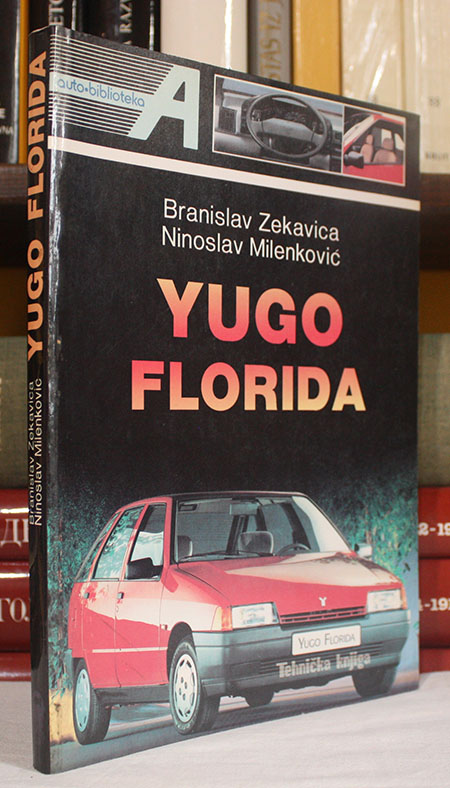 auto•biblioteka
A
Branislav Zekavica
Ninoslav Milenković
YUGO
FLORIDA
Y
YUGO FLORIDA
Tehnička knjiga
YUGO FLORIDA
Branislav Zekavica
Ninoslav Milenković